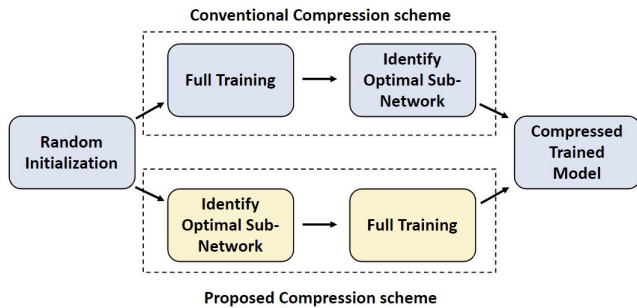 Conventional Compression scheme
Full Training
Identify
Optimal Sub-
Network
Random
Initialization
Compressed
Trained
Model
Identify
Optimal Sub-
Network
Full Training
Proposed Compression scheme